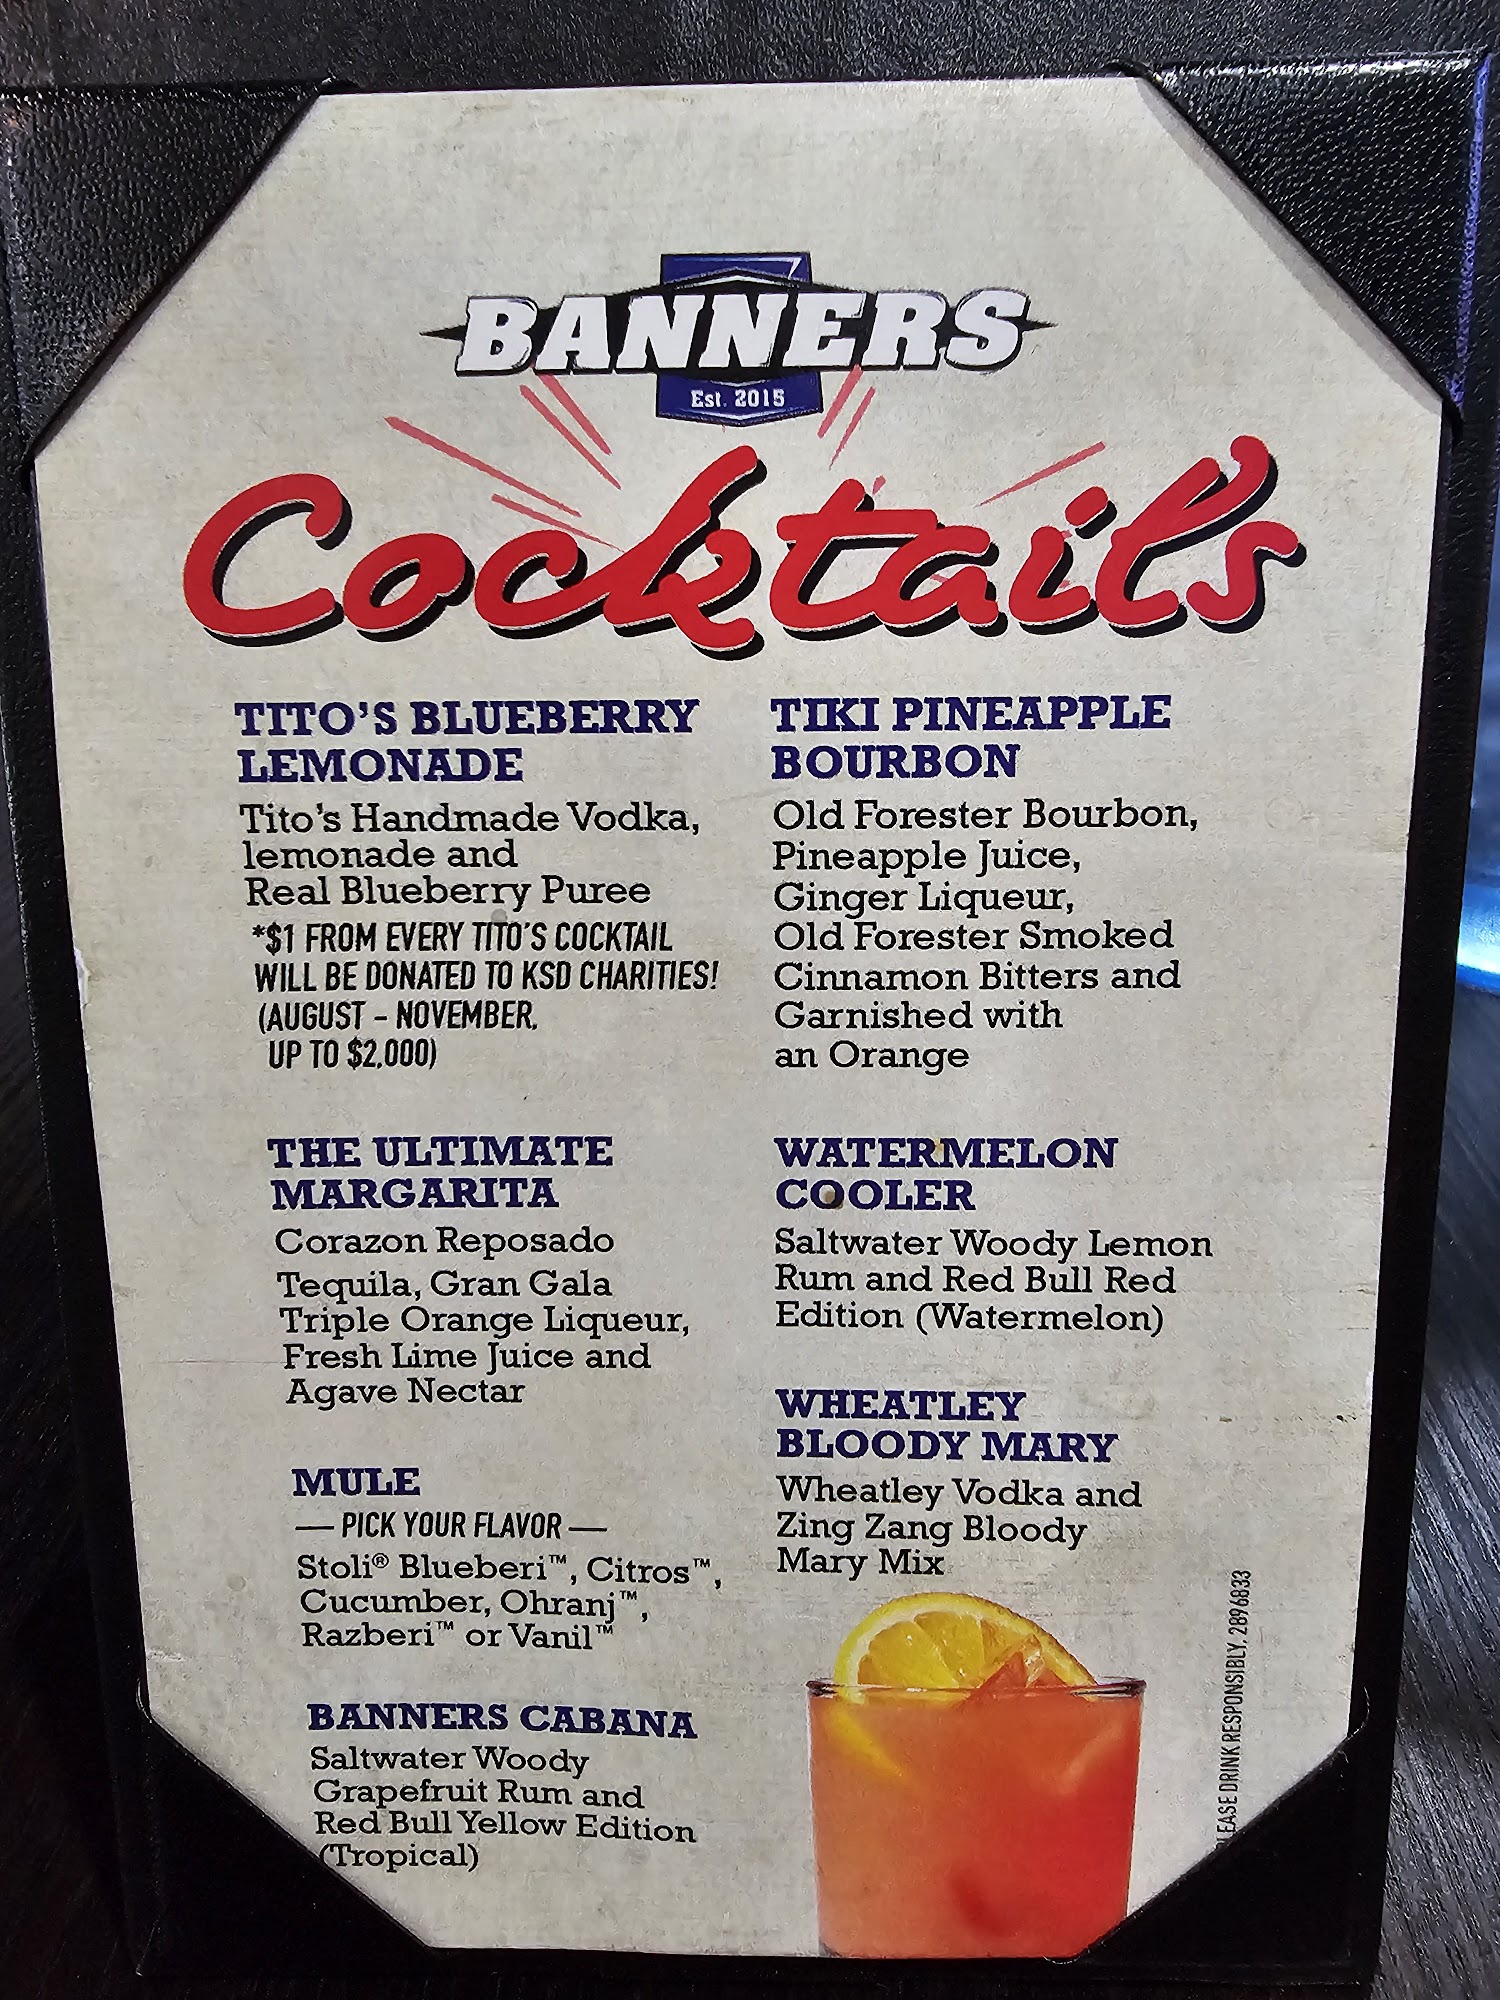 BANNERS
Est. 2015
Cocktails
TITO'S BLUEBERRY
LEMONADE
Tito's Handmade Vodka,
lemonade and
Real Blueberry Puree
*$1 FROM EVERY TITO'S COCKTAIL
WILL BE DONATED TO KSD CHARITIES!
(AUGUST - NOVEMBER,
UP TO $2,000)
THE ULTIMATE
MARGARITA
Corazon Reposado
Tequila, Gran Gala
Triple Orange Liqueur,
Fresh Lime Juice and
Agave Nectar
MULE
— PICK YOUR FLAVOR —
Stoli® Blueberi™, Citros™,
Cucumber, Ohranj™,
Razberi™ or Vanil™
BANNERS CABANA
Saltwater Woody
Grapefruit Rum and
Red Bull Yellow Edition
(Tropical)
TIKI PINEAPPLE
BOURBON
Old Forester Bourbon,
Pineapple Juice,
Ginger Liqueur,
Old Forester Smoked
Cinnamon Bitters and
Garnished with
an Orange
WATERMELON
COOLER
Saltwater Woody Lemon
Rum and Red Bull Red
Edition (Watermelon)
WHEATLEY
BLOODY MARY
Wheatley Vodka and
Zing Zang Bloody
Mary Mix
LEASE DRINK RESPONSIBLY. 2896833